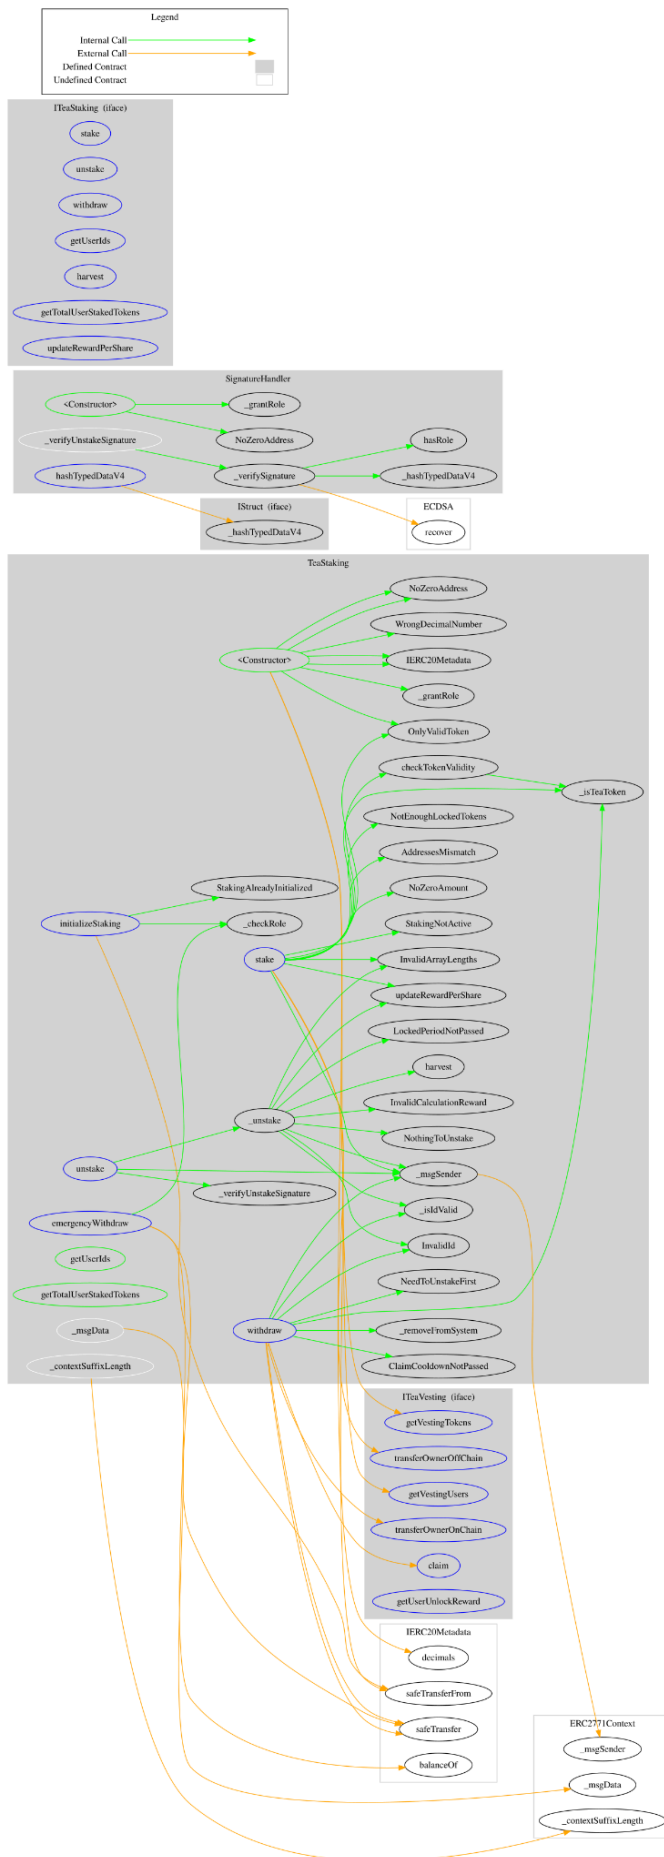 Legend
Internal Call
External Call
Defined Contract
Undefined Contract
ITeaStaking (iface)
stake
unstake
withdraw
getUserIds
harvest
getTotalUserStakedTokens
updateRewardPerShare
SignatureHandler
<Constructor>
_grantRole
_verifyUnstakeSignature
NoZeroAddress
hasRole
hashTypedDataV4
_verifySignature
_hashTypedDataV4
IStruct (iface)
_hashTypedDataV4
ECDSA
recover
TeaStaking
NoZeroAddress
WrongDecimalNumber
<Constructor>
IERC20Metadata
_grantRole
OnlyValidToken
checkTokenValidity
_isTeaToken
NotEnoughLockedTokens
AddressesMismatch
StakingAlreadyInitialized
NoZeroAmount
initializeStaking
_checkRole
StakingNotActive
stake
InvalidArrayLengths
updateRewardPerShare
LockedPeriodNotPassed
harvest
InvalidCalculationReward
_unstake
NothingToUnstake
unstake
_msgSender
_verifyUnstakeSignature
_isIdValid
emergencyWithdraw
InvalidId
getUserIds
NeedToUnstakeFirst
getTotalUserStakedTokens
_msgData
withdraw
_removeFromSystem
_contextSuffixLength
ClaimCooldownNotPassed
ITeaVesting (iface)
getVestingTokens
transferOwnerOffChain
getVestingUsers
transferOwnerOnChain
claim
getUserUnlockReward
IERC20Metadata
decimals
safeTransferFrom
safeTransfer
balanceOf
ERC2771Context
_msgSender
_msgData
_contextSuffixLength